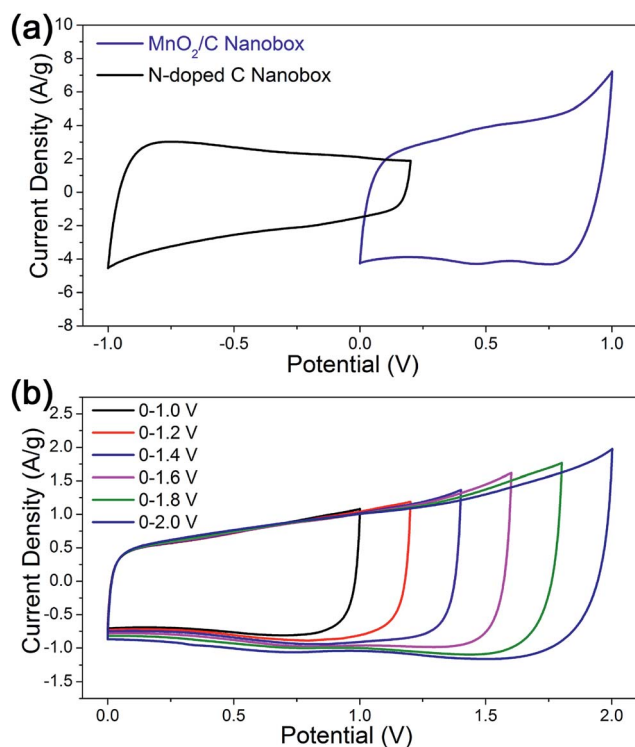 (a)
MnO2/C Nanobox
N-doped C Nanobox
Current Density (A/g)
10
8
6
4
2
0
-2
-4
-6
-8
-1.0 -0.5 0.0 0.5 1.0
Potential (V)
(b)
0-1.0 V
0-1.2 V
0-1.4 V
0-1.6 V
0-1.8 V
0-2.0 V
Current Density (A/g)
2.5
2.0
1.5
1.0
0.5
0.0
-0.5
-1.0
-1.5
0.0 0.5 1.0 1.5 2.0
Potential (V)